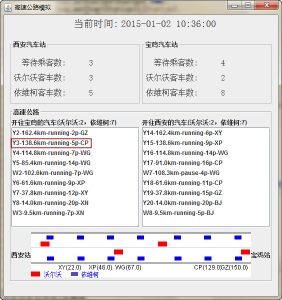 高速公路模拟
当前时间: 2015-01-02 10:36:00
西安汽车站
等待乘客数: 3
沃尔沃客车数: 3
依维柯客车数: 5
宝鸡汽车站
等待乘客数: 4
沃尔沃客车数: 2
依维柯客车数: 8
高速公路
开往宝鸡的汽车(沃尔沃:2, 依维柯:7)
Y2-162.4km-running-2p-GZ
Y3-138.6km-running-5p-CP
Y4-114.8km-running-7p-WG
Y5-85.4km-running-14p-WG
W2-102.6km-running-7p-WG
Y6-61.6km-running-9p-XP
Y7-37.8km-running-12p-XY
Y8-14.0km-running-20p-XN
W3-9.5km-running-7p-XN
开往西安的汽车(沃尔沃:2, 依维柯:7)
Y14-162.4km-running-6p-XY
Y15-138.6km-running-9p-XP
Y16-114.8km-running-14p-WG
Y17-91.0km-running-16p-CP
W7-108.3km-pause-4p-WG
Y18-61.6km-running-11p-CP
Y19-37.8km-running-15p-GZ
Y20-14.0km-running-20p-BJ
W8-9.5km-running-5p-BJ
西安站
宝鸡站
XY(22.0) XP(46.0) WG(67.0) CP(129.0) GZ(150.0)
沃尔沃 依维柯